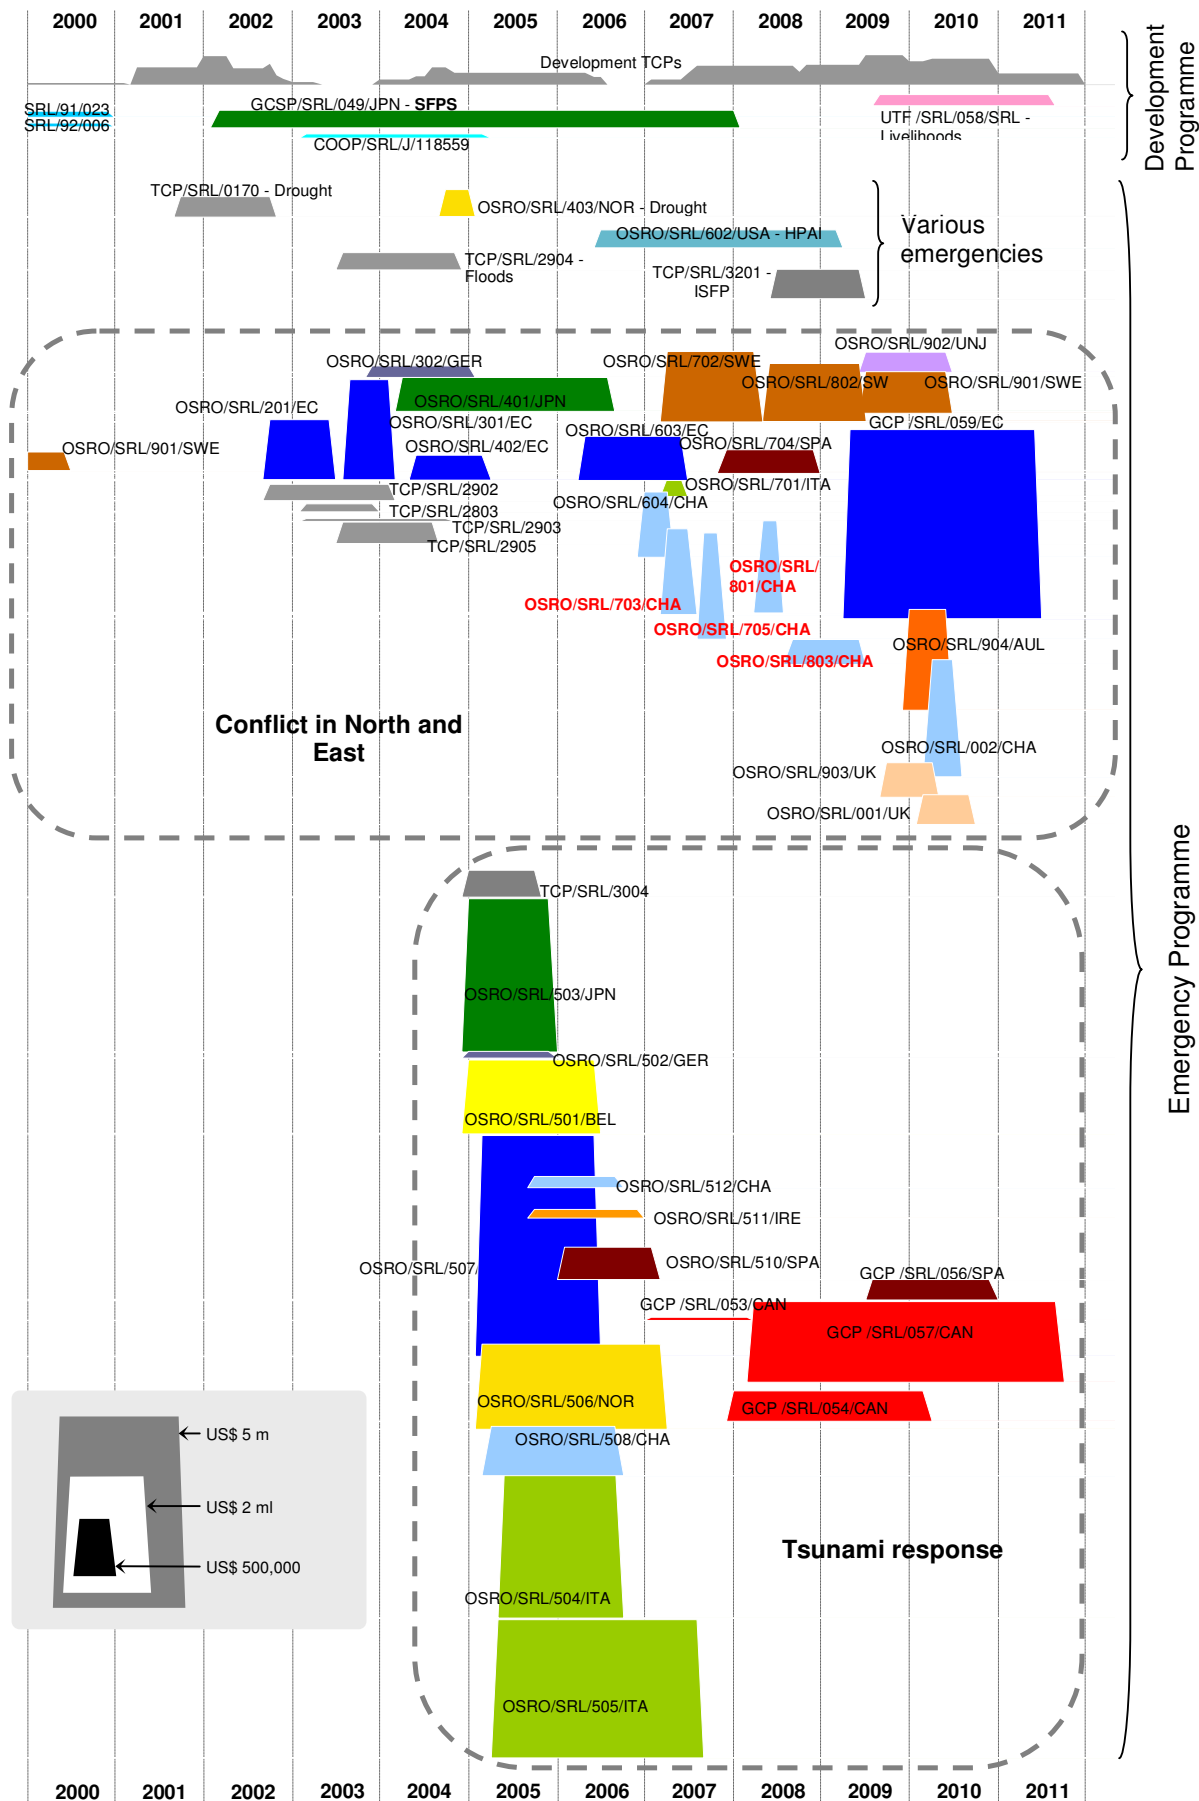 2000 2001 2002 2003 2004 2005 2006 2007 2008 2009 2010 2011
Development TCPs
SRL/91/023
SRL/92/006
GCSP/SRL/049/JPN - SFPS
COOP/SRL/J/118559
UTF /SRL/058/SRL -
Livelihoods
Development
Programme
TCP/SRL/0170 - Drought
OSRO/SRL/403/NOR - Drought
OSRO/SRL/602/USA - HPAI
TCP/SRL/2904 -
Floods
TCP/SRL/3201 -
ISFP
Various
emergencies
OSRO/SRL/902/UNJ
OSRO/SRL/302/GER
OSRO/SRL/702/SWE
OSRO/SRL/802/SW
OSRO/SRL/901/SWE
OSRO/SRL/401/JPN
OSRO/SRL/201/EC
OSRO/SRL/301/EC
GCP /SRL/059/EC
OSRO/SRL/603/EC
OSRO/SRL/901/SWE
OSRO/SRL/402/EC
OSRO/SRL/704/SPA
OSRO/SRL/701/ITA
TCP/SRL/2902
OSRO/SRL/604/CHA
TCP/SRL/2803
TCP/SRL/2903
TCP/SRL/2905
OSRO/SRL/
801/CHA
OSRO/SRL/703/CHA
OSRO/SRL/705/CHA
OSRO/SRL/803/CHA
OSRO/SRL/904/AUL
Conflict in North and
East
OSRO/SRL/002/CHA
OSRO/SRL/903/UK
OSRO/SRL/001/UK
Emergency Programme
TCP/SRL/3004
OSRO/SRL/503/JPN
OSRO/SRL/502/GER
OSRO/SRL/501/BEL
OSRO/SRL/512/CHA
OSRO/SRL/511/IRE
OSRO/SRL/507/
OSRO/SRL/510/SPA
GCP /SRL/056/SPA
GCP /SRL/053/CAN
GCP /SRL/057/CAN
OSRO/SRL/506/NOR
GCP /SRL/054/CAN
OSRO/SRL/508/CHA
US$ 5 m
US$ 2 ml
US$ 500,000
Tsunami response
OSRO/SRL/504/ITA
OSRO/SRL/505/ITA
2000 2001 2002 2003 2004 2005 2006 2007 2008 2009 2010 2011